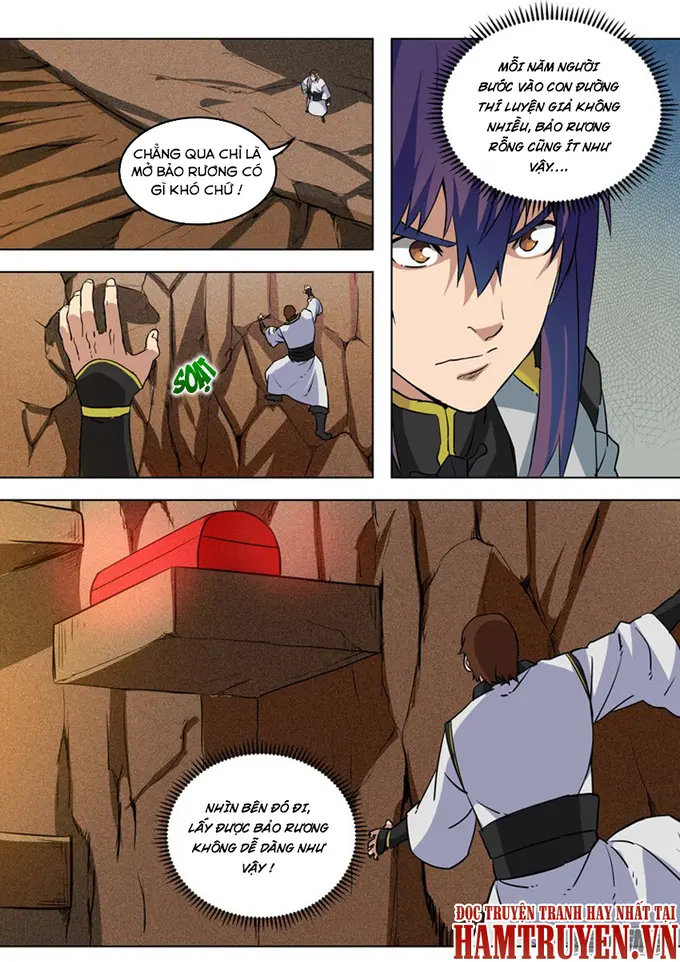 CHẲNG QUA CHỈ LÀ
MỞ BẢO RƯƠNG CÓ
GÌ KHÓ CHỨ !
MỖI NĂM NGƯỜI
BƯỚC VÀO CON ĐƯỜNG
THÍ LUYỆN GIẢ KHÔNG
NHIỀU, BẢO RƯƠNG
RỖNG CŨNG ÍT NHƯ
VẬY....
SOẠT
NHÌN BÊN ĐÓ ĐI,
LẤY ĐƯỢC BẢO RƯƠNG
KHÔNG DỄ DÀNG NHƯ
VẬY !
ĐỌC TRUYỆN TRANH HAY NHẤT TẠI
HAMTRUYEN.VN